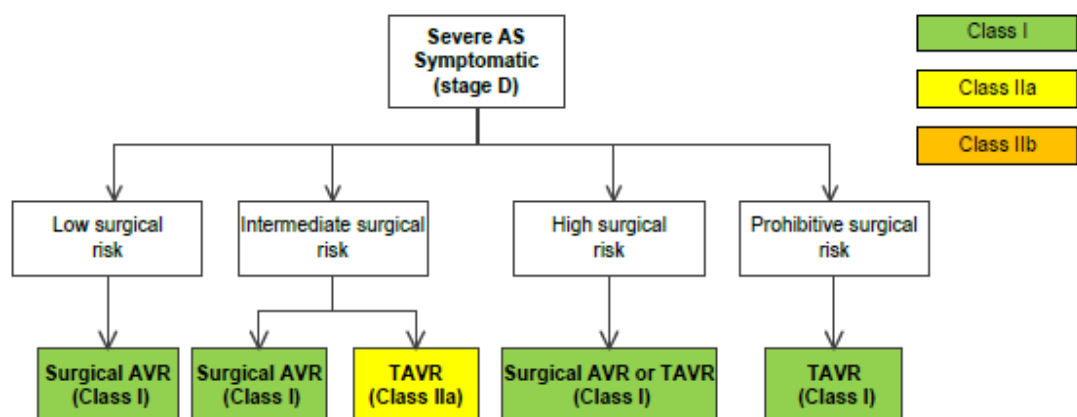 Severe AS
Symptomatic
(stage D)
Class I
Class IIa
Class IIb
Low surgical
risk
Intermediate surgical
risk
High surgical
risk
Prohibitive surgical
risk
Surgical AVR
(Class I)
Surgical AVR
(Class I)
TAVR
(Class IIa)
Surgical AVR or TAVR
(Class I)
TAVR
(Class I)